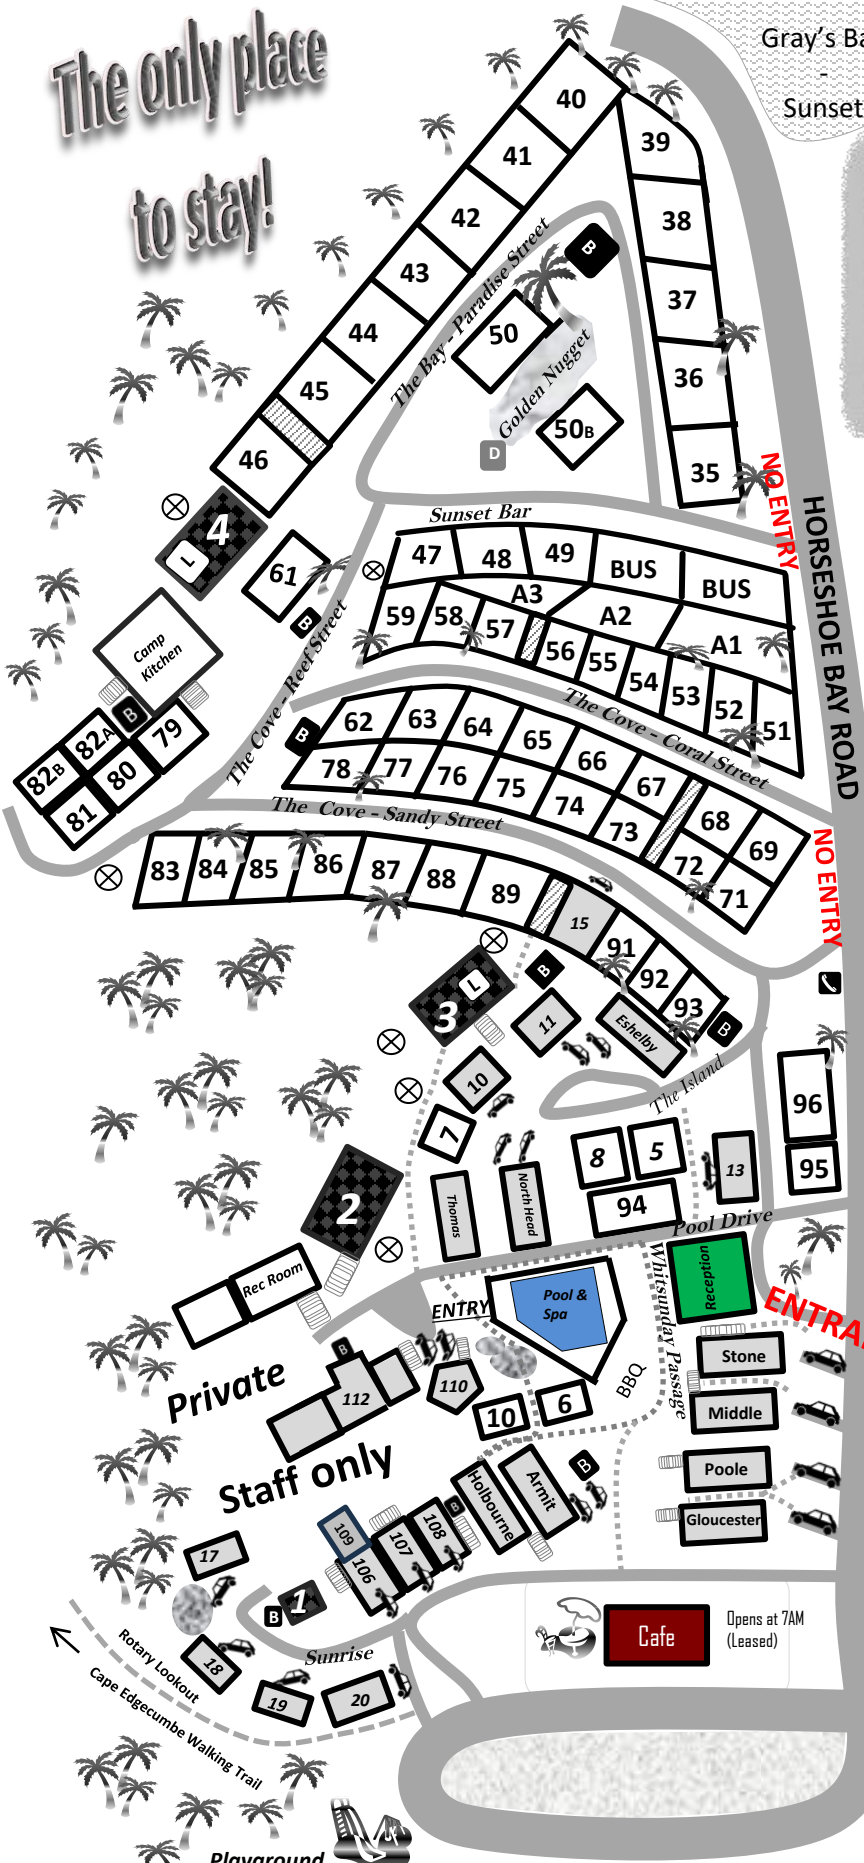 The only place
to stay!
Gray's Ba
-
Sunset
40
39
41
42
38
43
37
44
36
45
35
46
The Bay - Paradise Street
B
50
Golden Nugget
50B
D
NO ENTRY
HORSESHOE BAY ROAD
Sunset Bar
4
L
61
B
47
48
49
BUS
BUS
A3
A2
A1
59
58
57
56
55
54
53
52
51
Camp
Kitchen
B
The Cove - Reef Street
The Cove - Coral Street
82B
82A
79
81
80
B
62
63
64
65
66
67
68
69
78
77
76
75
74
73
72
71
The Cove - Sandy Street
NO ENTRY
83
84
85
86
87
88
89
15
91
92
93
3
L
B
11
Eshelby
B
The Island
10
7
96
95
8
5
13
94
Thomas
North Head
2
Pool Drive
Rec Room
ENTRY
Pool &
Spa
Whitsunday Passage
Reception
ENTRA
Stone
Middle
Poole
Gloucester
BBQ
Private
Staff only
B
112
110
10
6
Holbourne
Armit
B
B
109
106
107
108
17
1
B
Sunrise
18
19
20
Rotary Lookout
Cape Edgecumbe Walking Trail
Cafe
Opens at 7AM
(Leased)
Playground